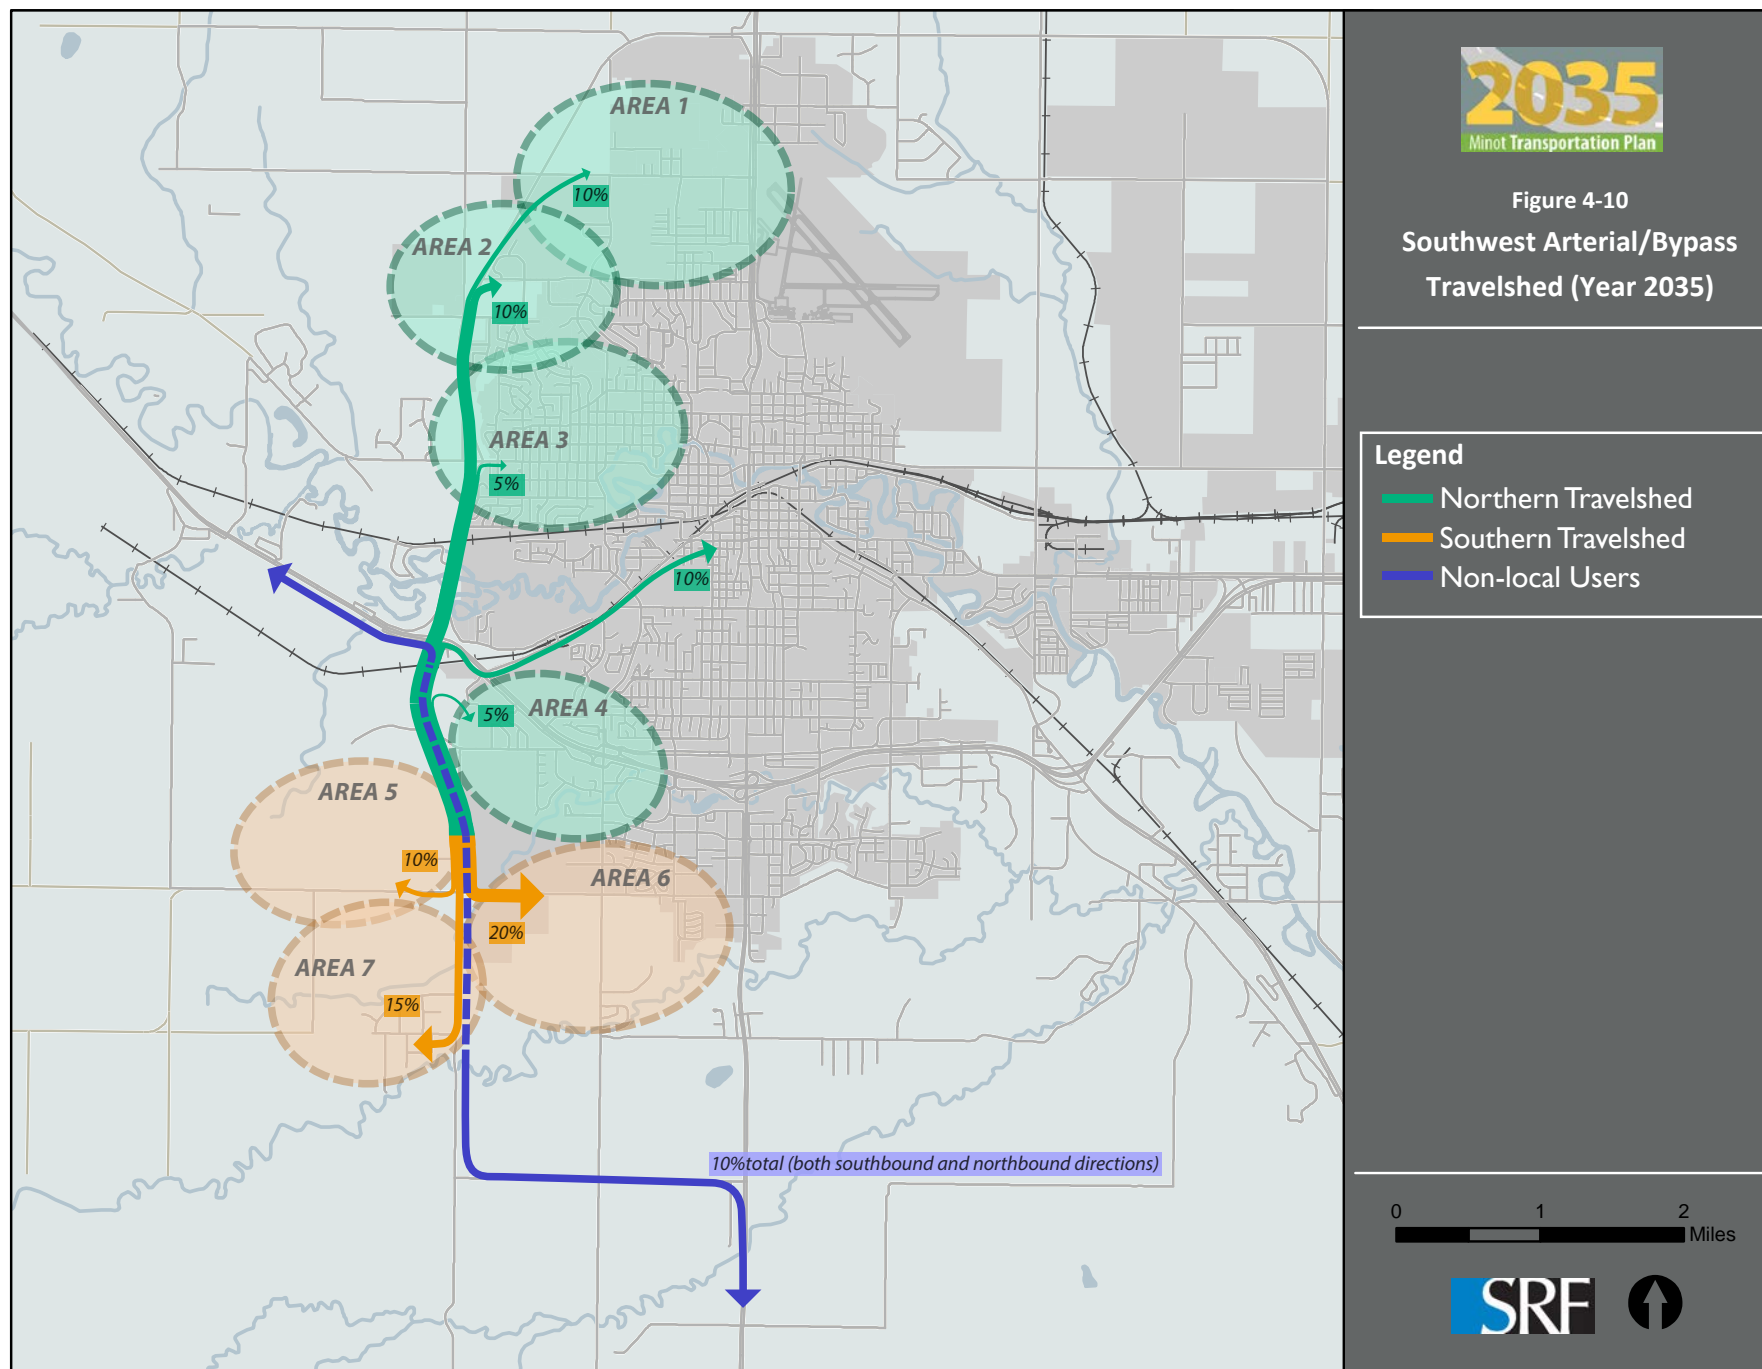 AREA 1
10%
AREA 2
10%
AREA 3
5%
10%
AREA 4
5%
AREA 5
10%
AREA 6
20%
AREA 7
15%
10%total (both southbound and northbound directions)
2035
Minot Transportation Plan
Figure 4-10
Southwest Arterial/Bypass
Travelshed (Year 2035)
Legend
Northern Travelshed
Southern Travelshed
Non-local Users
0 1 2
Miles
SRF